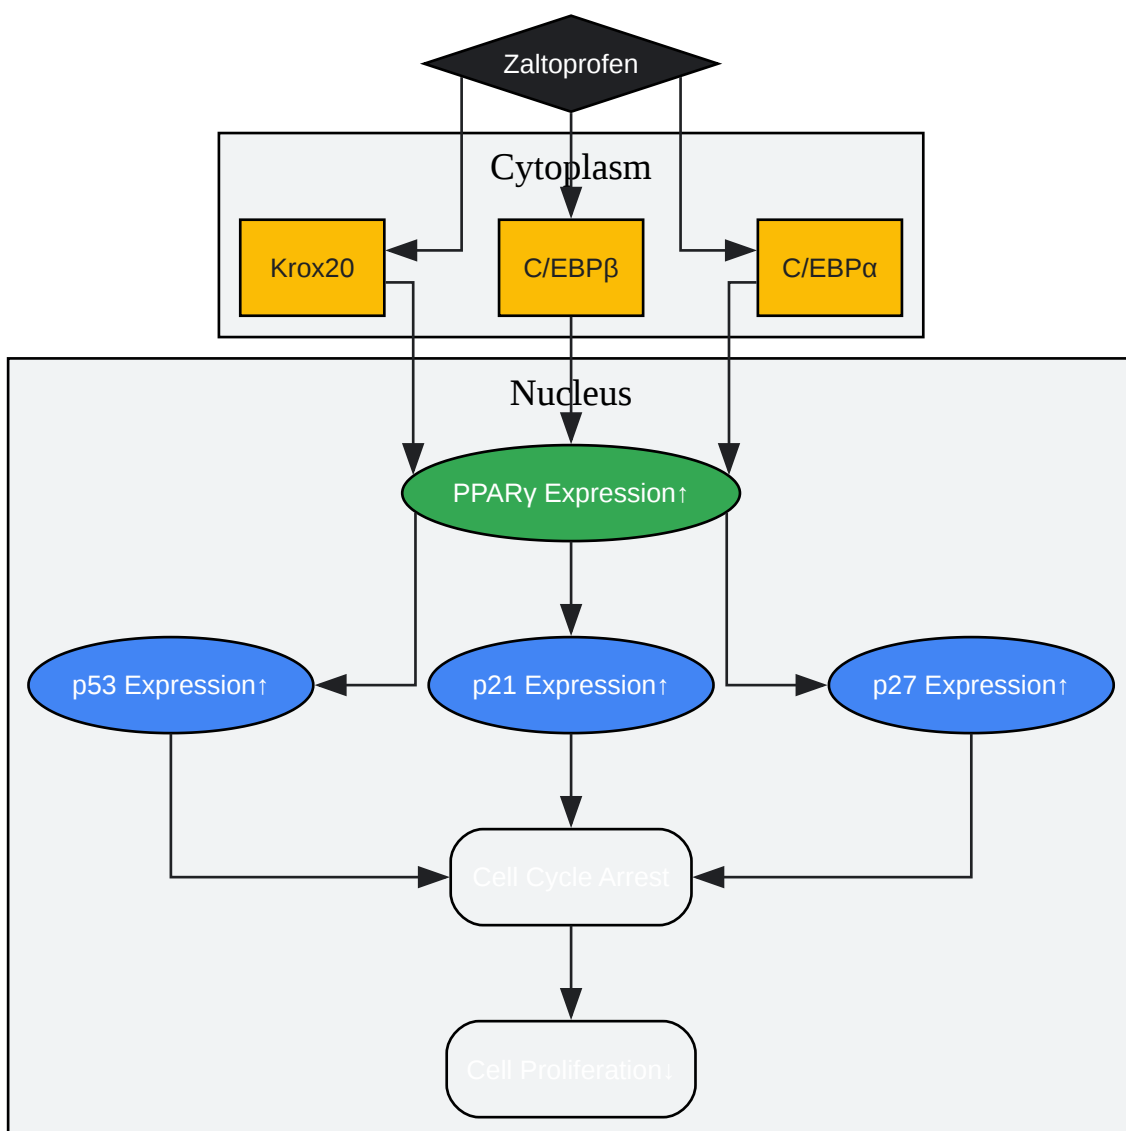 Zaltoprofen
Cytoplasm
Krox20
C/EBPβ
C/EBPα
Nucleus
PPARγ Expression↑
p53 Expression↑
p21 Expression↑
p27 Expression↑
Cell Cycle Arrest
Cell Proliferation↓